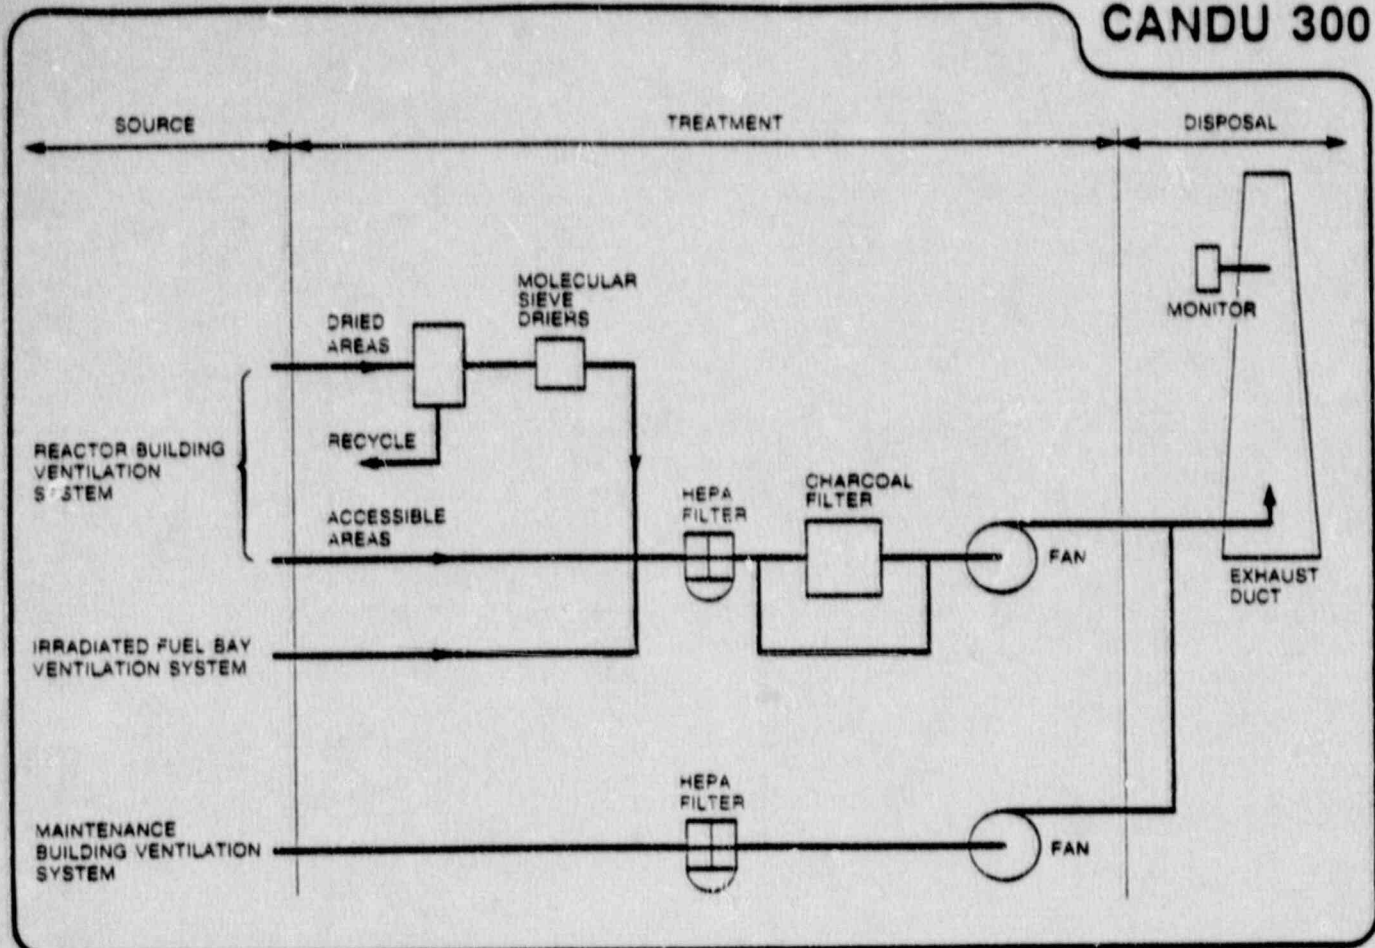 CANDU 300
SOURCE
TREATMENT
DISPOSAL
MOLECULAR
SIEVE
DRIERS
DRIED
AREAS
MONITOR
RECYCLE
REACTOR BUILDING
VENTILATION
SYSTEM
ACCESSIBLE
AREAS
HEPA
FILTER
CHARCOAL
FILTER
FAN
EXHAUST
DUCT
IRRADIATED FUEL BAY
VENTILATION SYSTEM
HEPA
FILTER
MAINTENANCE
BUILDING VENTILATION
SYSTEM
FAN